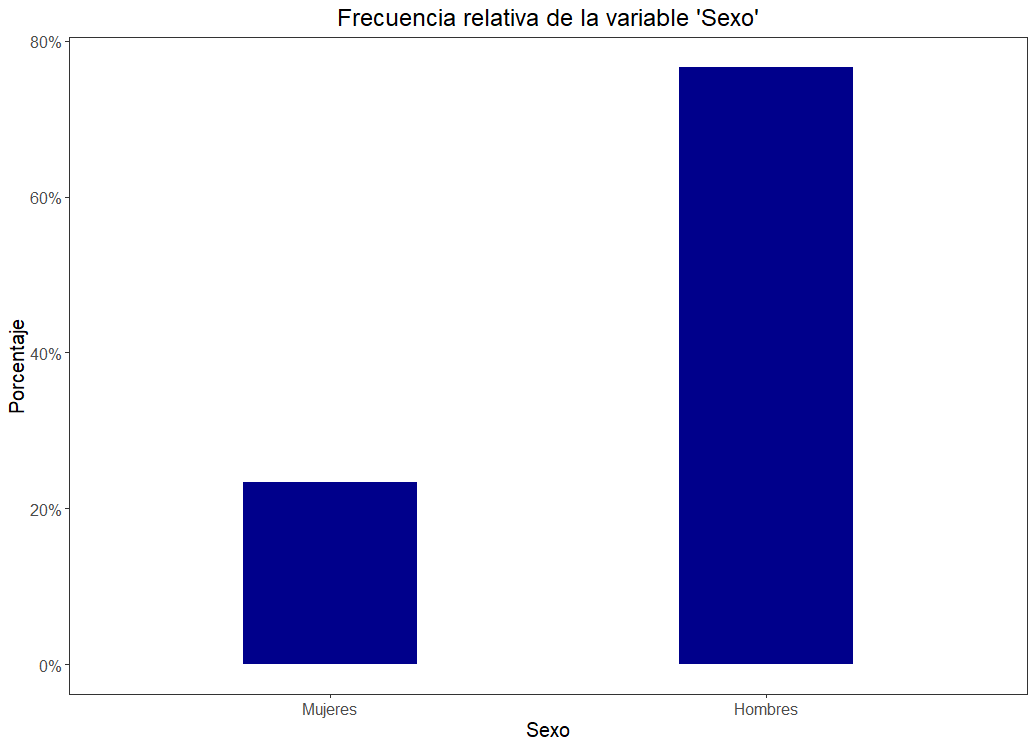 Frecuencia relativa de la variable 'Sexo'
80%
60%
40%
20%
0%
Porcentaje
Mujeres
Hombres
Sexo